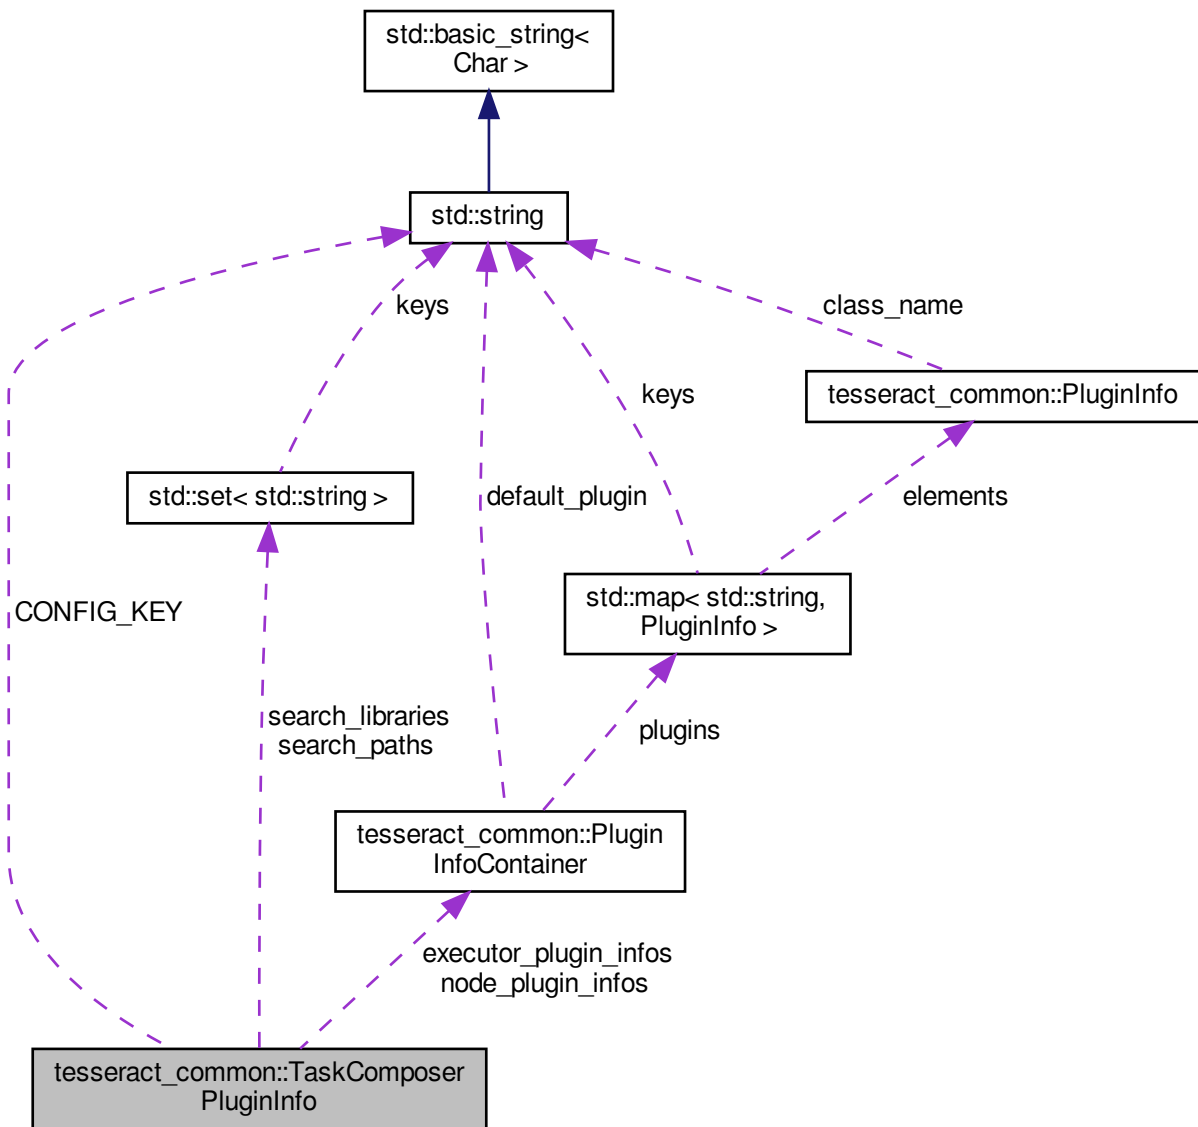 std::basic_string<
Char >
std::string
keys
class_name
keys
tesseract_common::PluginInfo
std::set< std::string >
default_plugin
elements
std::map< std::string,
PluginInfo >
CONFIG_KEY
search_libraries
search_paths
plugins
tesseract_common::Plugin
InfoContainer
executor_plugin_infos
node_plugin_infos
tesseract_common::TaskComposer
PluginInfo